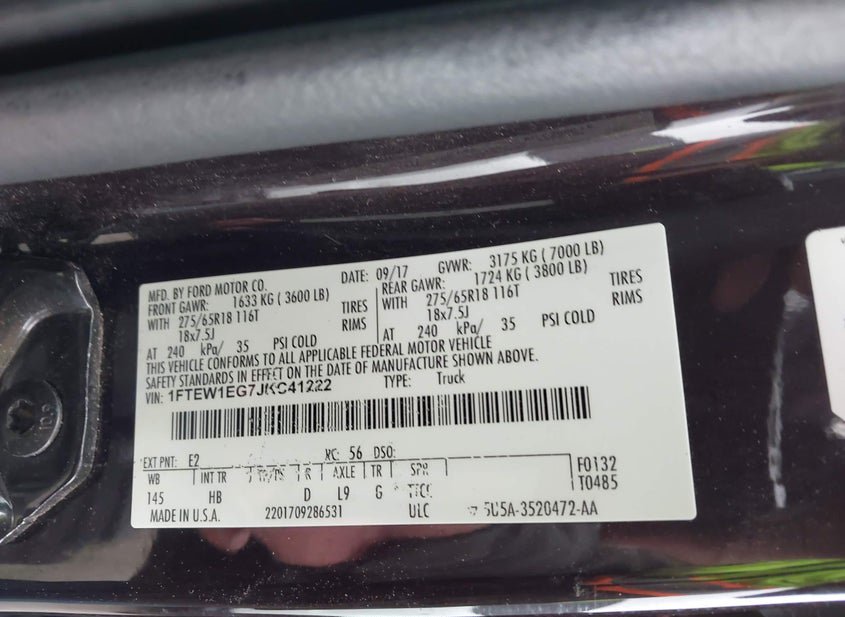 MFD. BY FORD MOTOR CO. DATE: 09/17 GVWR: 3175 KG ( 7000 LB)
FRONT GAWR: 1633 KG ( 3600 LB) REAR GAWR: 1724 KG ( 3800 LB)
WITH 275/65R18 116T TIRES WITH 275/65R18 116T TIRES
18x7.5J RIMS 18x7.5J RIMS
AT 240 kPa/ 35 PSI COLD AT 240 kPa/ 35 PSI COLD
THIS VEHICLE CONFORMS TO ALL APPLICABLE FEDERAL MOTOR VEHICLE
SAFETY STANDARDS IN EFFECT ON THE DATE OF MANUFACTURE SHOWN ABOVE.
VIN: 1FTEW1EG7JKC41222 TYPE: Truck
EXT PNT: E2 RC: 56 DSO:
WB INT TR R AXLE TR SPR F0132
145 HB D L9 G T0485
MADE IN U.S.A. 2201709286531 ULC 5U5A-3520472-AA